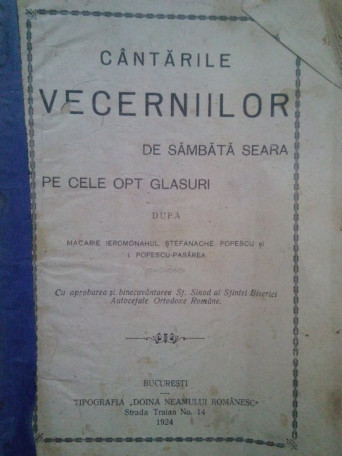 CÂNTĂRILE
VECERNIILOR
DE SÂMBĂTĂ SEARA
PE CELE OPT GLASURI
DUPĂ
MACARIE IEROMONAHUL, ȘTEFANACHE POPESCU și
I. POPESCU-PASĂREA
Cu aprobarea și binecuvântarea Sf. Sinod al Sfintei Biserici
Autocefale Ortodoxe Române.
BUCUREȘTI
TIPOGRAFIA „DOINA NEAMULUI ROMÂNESC”
Strada Traian No. 14
1924